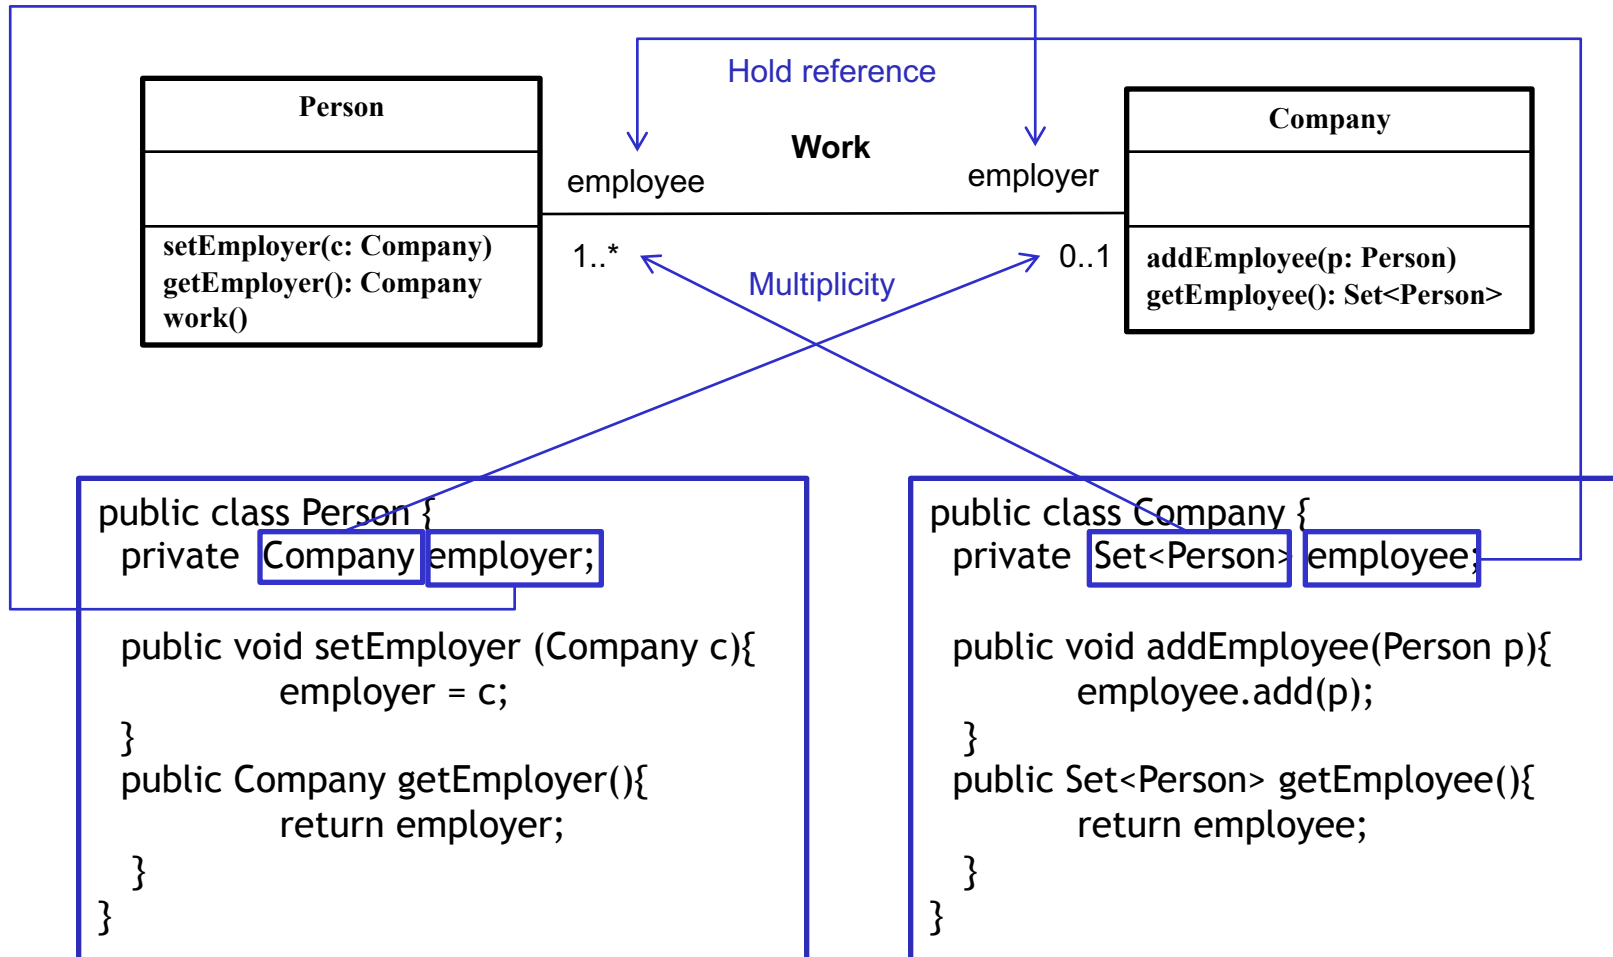 Hold reference
Person
Work
Company
employee
employer
setEmployer(c: Company)
getEmployer(): Company
work()
1..*
Multiplicity
0..1
addEmployee(p: Person)
getEmployee(): Set<Person>
public class Person {
private Company employer;
public void setEmployer (Company c){
employer = c;
}
public Company getEmployer(){
return employer;
}
}
public class Company {
private Set<Person> employee;
public void addEmployee(Person p){
employee.add(p);
}
public Set<Person> getEmployee(){
return employee;
}
}